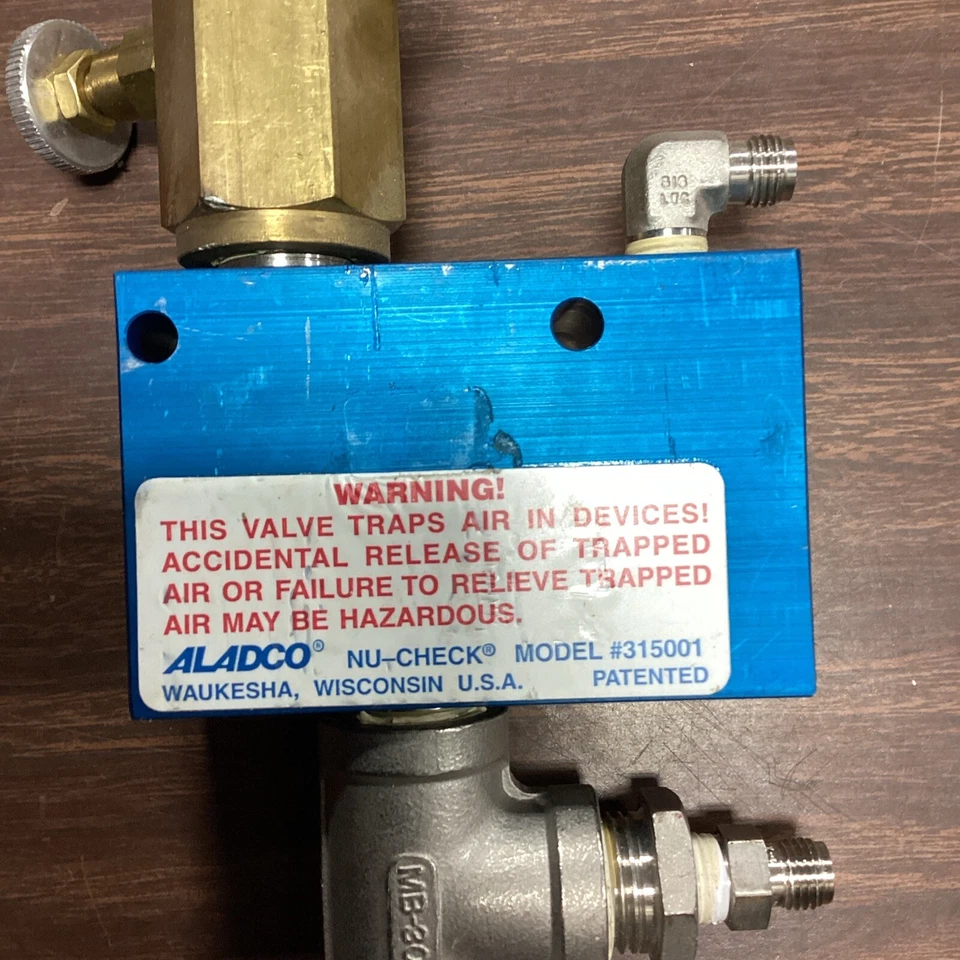 WARNING!
THIS VALVE TRAPS AIR IN DEVICES!
ACCIDENTAL RELEASE OF TRAPPED
AIR OR FAILURE TO RELIEVE TRAPPED
AIR MAY BE HAZARDOUS.
ALADCO® NU-CHECK® MODEL #315001
WAUKESHA, WISCONSIN U.S.A. PATENTED